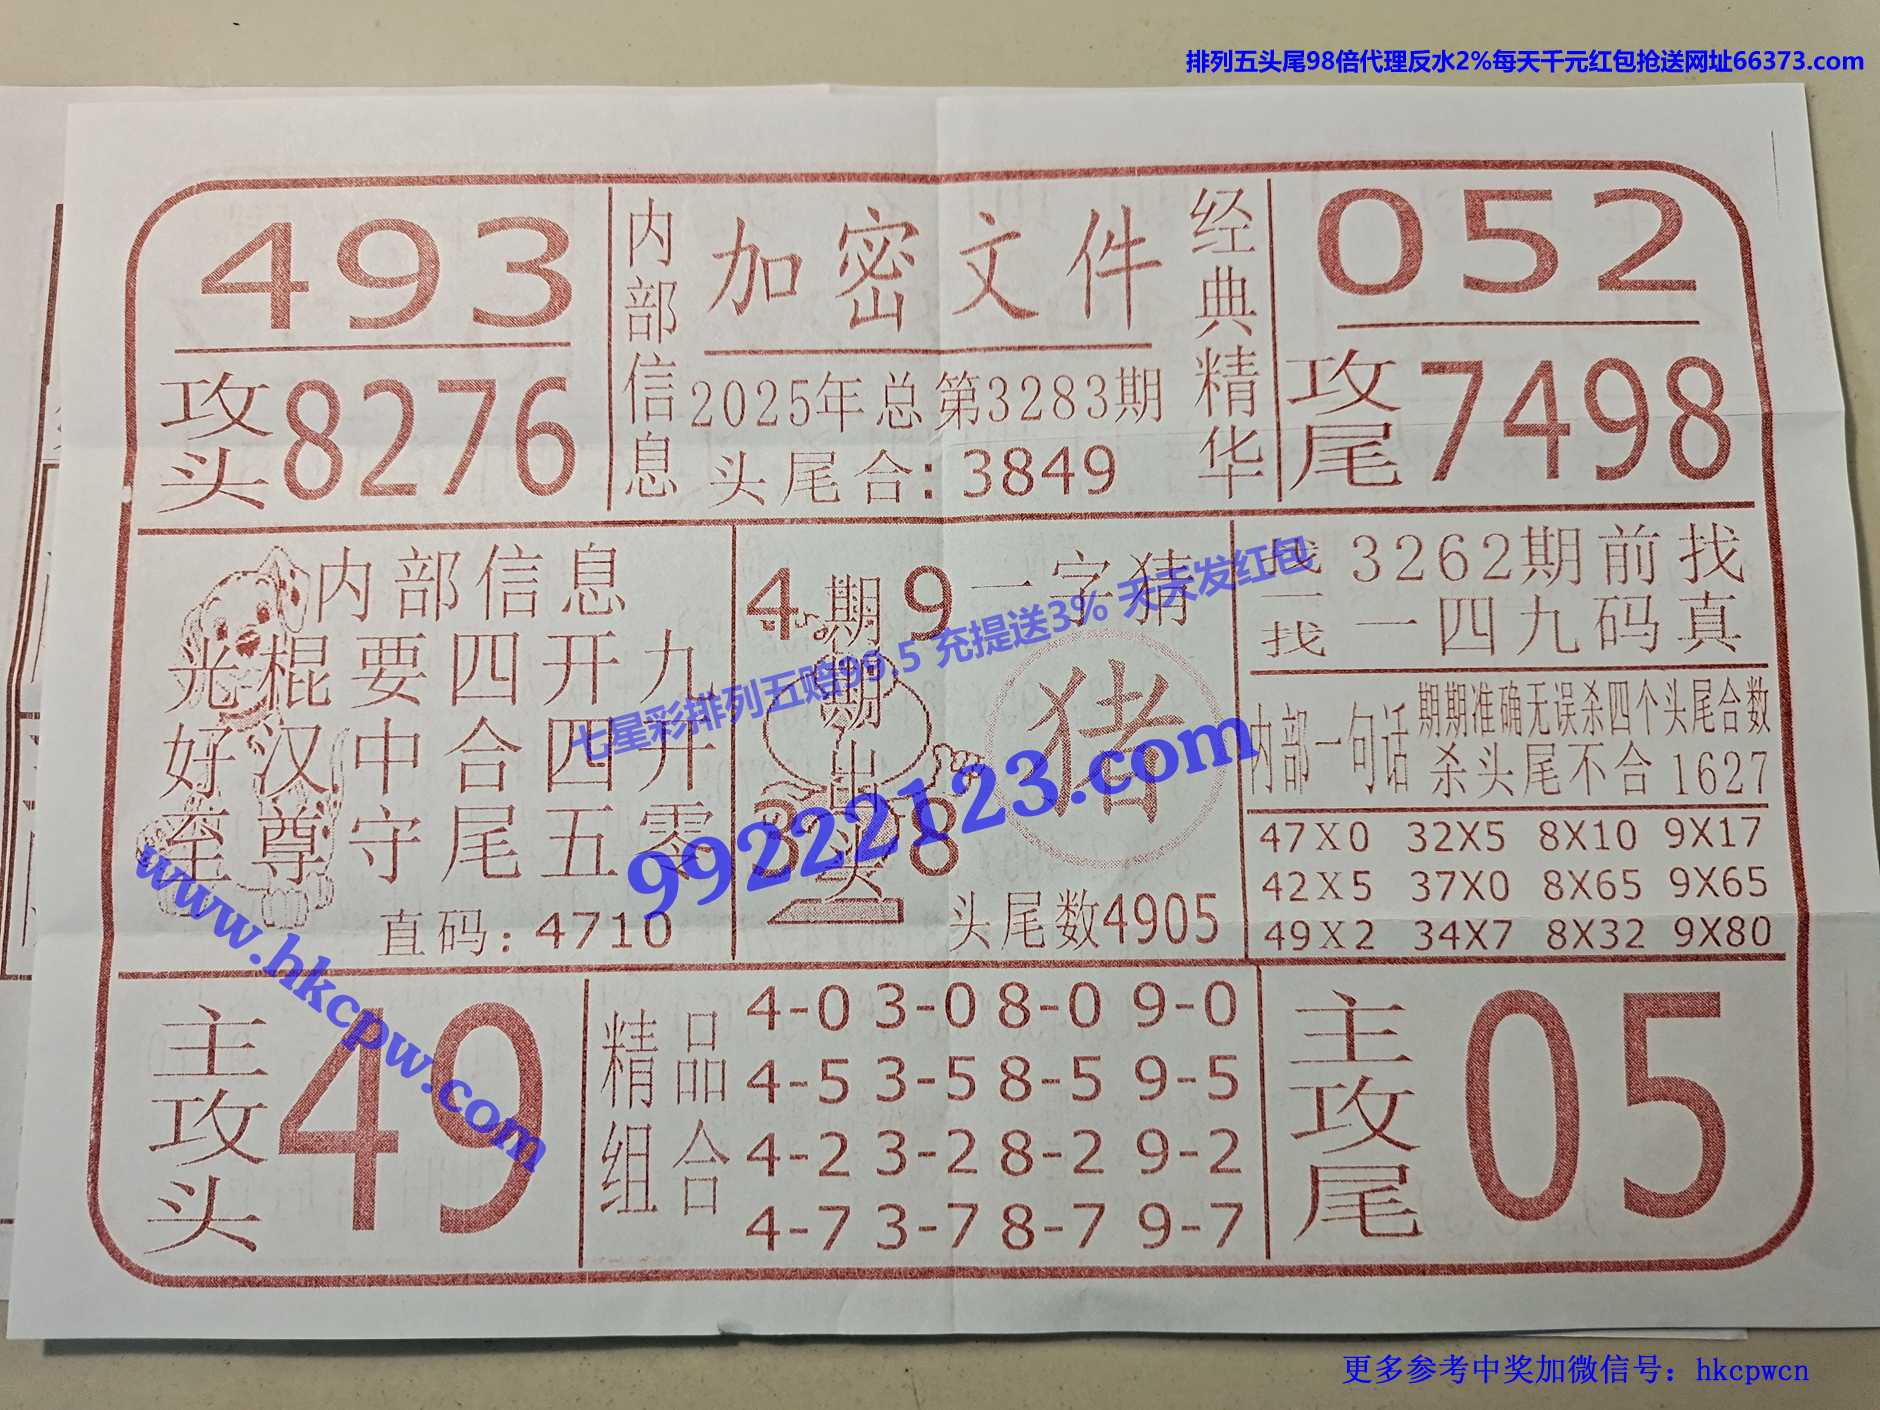 排列五头尾98倍代理反水2%每天千元红包抢送网址66373.com
493
攻头8276
内部信息
加密文件
2025年总第3283期
头尾合:3849
经典精华
052
攻尾7498
内部信息
光棍要四开九
好汉中合四开
至尊守尾五零
直码:4710
4 9
期期出头
3 8
一字猜
猪
头尾数4905
找一找
3262期前找
一四九码真
内部一句话
期期准确无误杀四个头尾合数
杀头尾不合1627
47X0 32X5 8X10 9X17
42X5 37X0 8X65 9X65
49X2 34X7 8X32 9X80
七星彩排列五赔99.5 充提送3% 天天发红包
99222123.com
www.hkcpw.com
主攻头
49
精品组合
4-0 3-0 8-0 9-0
4-5 3-5 8-5 9-5
4-2 3-2 8-2 9-2
4-7 3-7 8-7 9-7
主攻尾
05
更多参考中奖加微信号：hkcpwcn